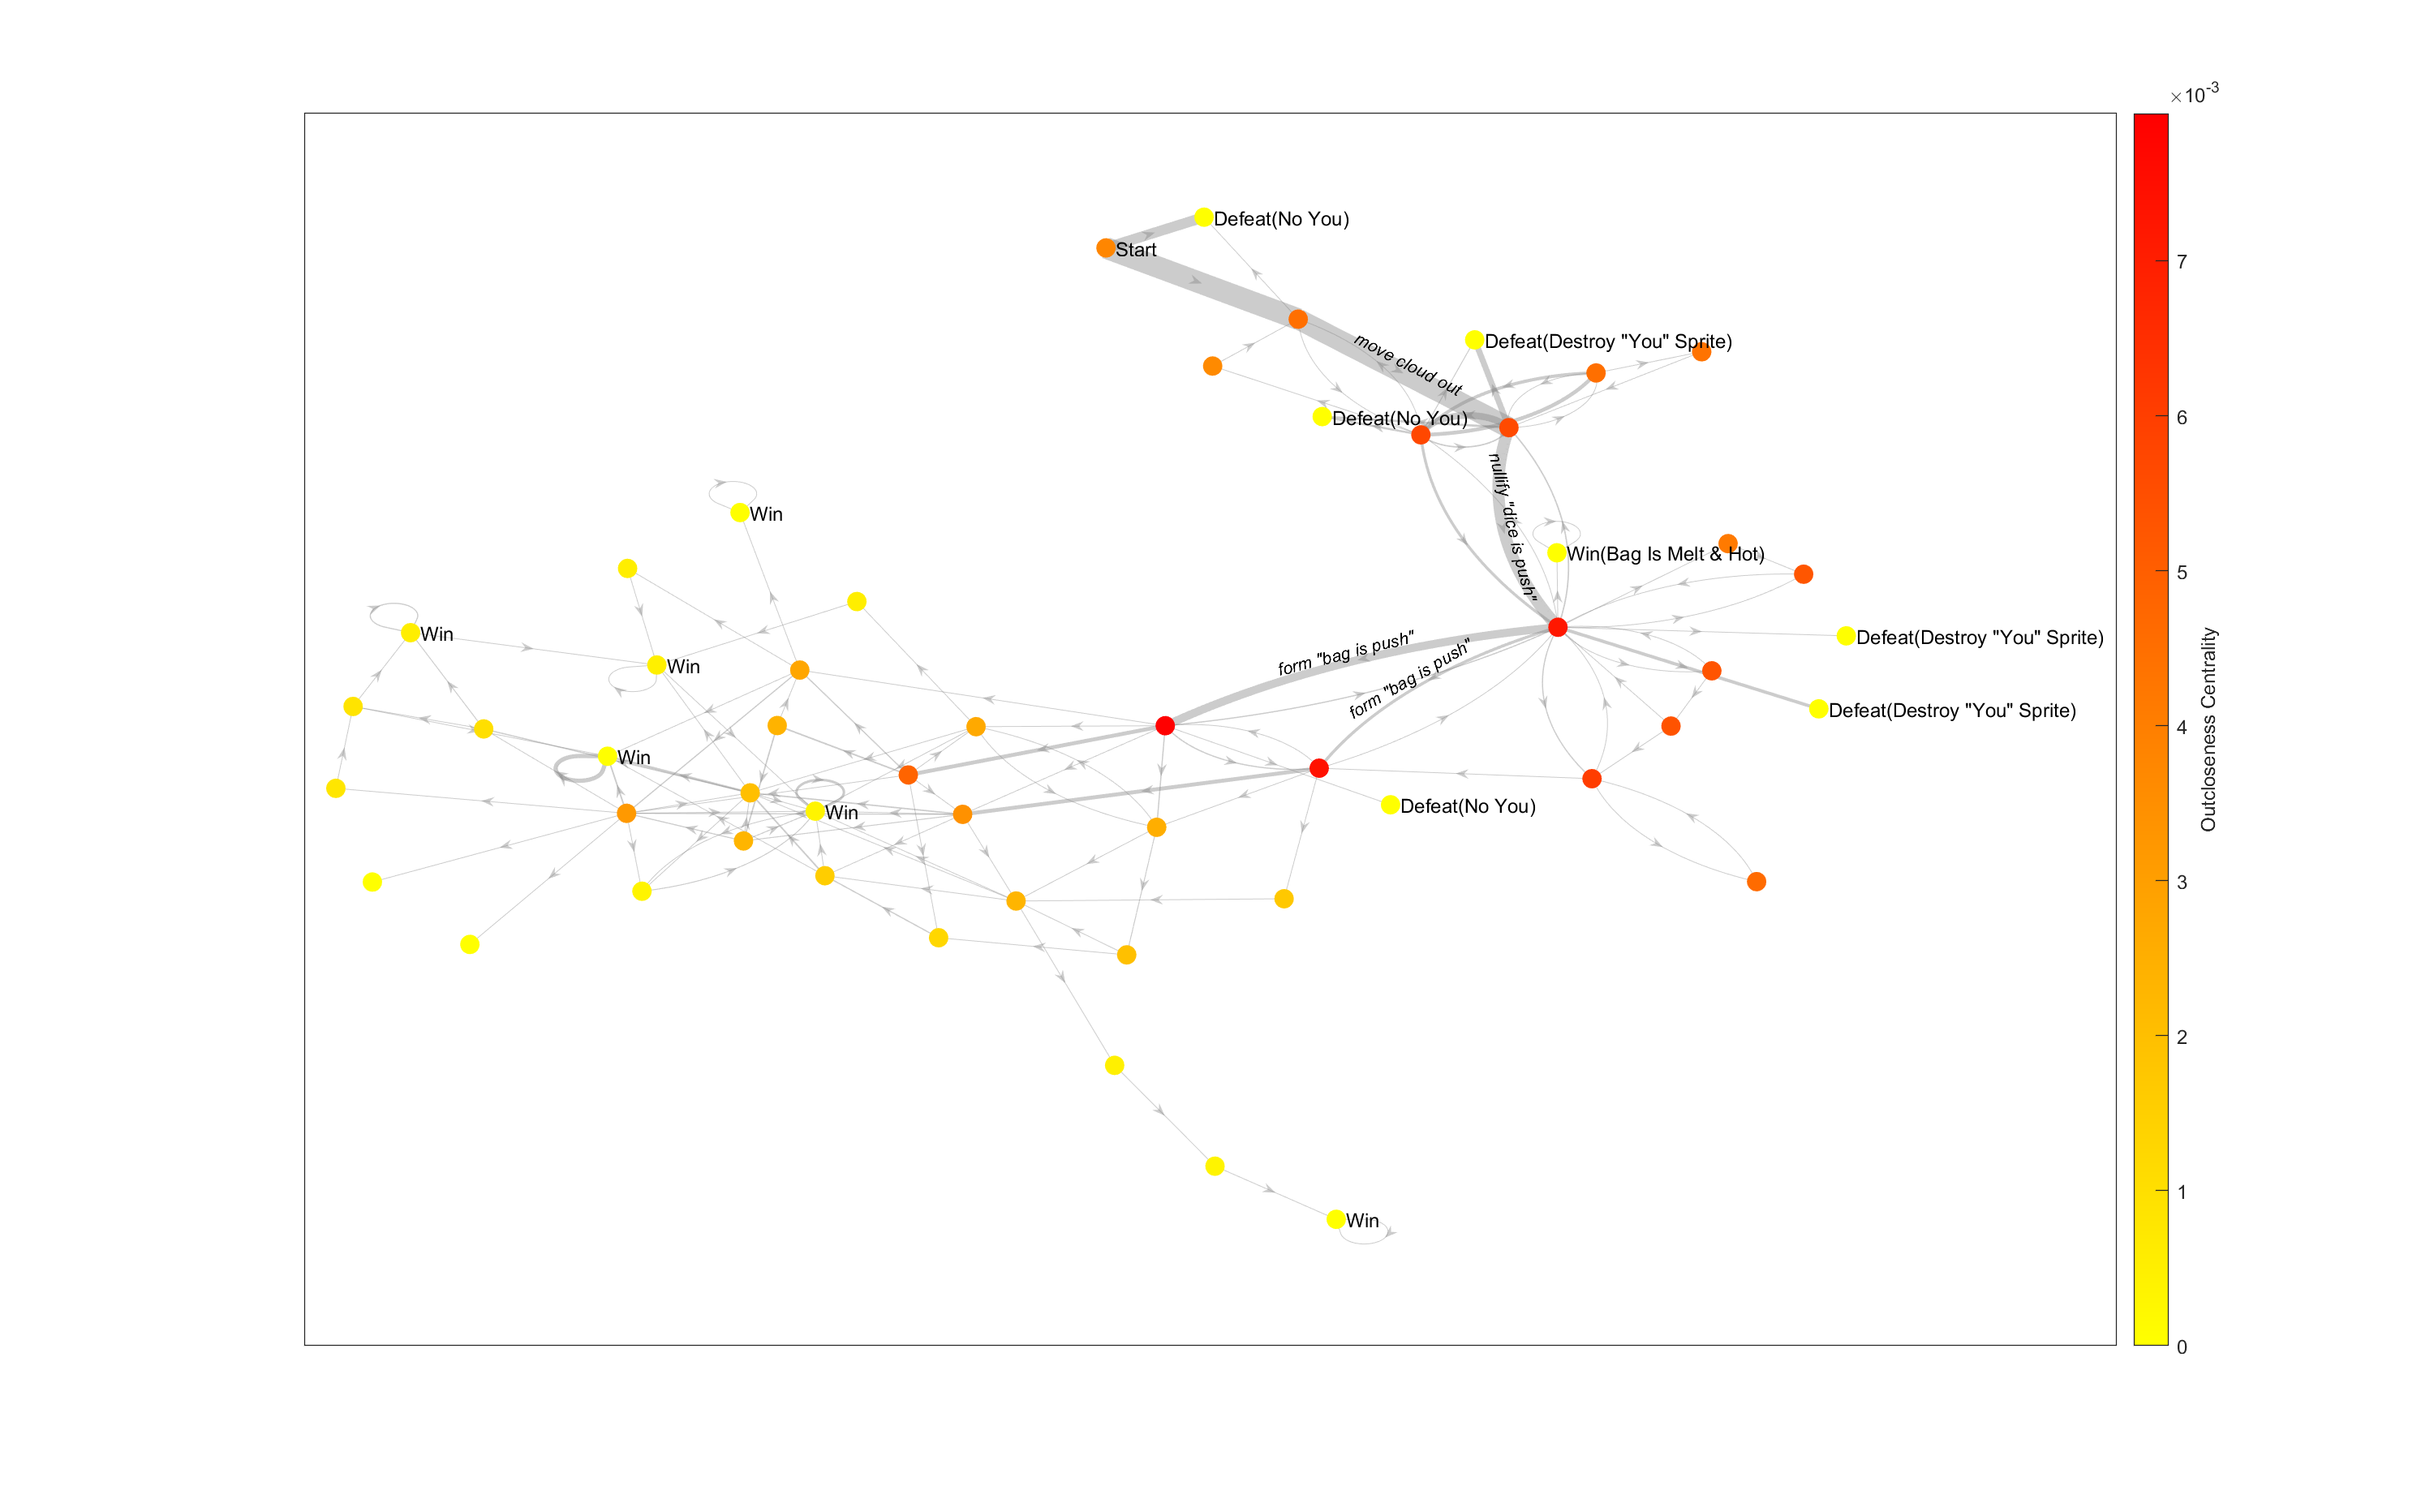 ×10-3
Defeat(No You)
Start
Defeat(Destroy "You" Sprite)
move cloud out
Defeat(No You)
nullify "dice is push"
Win
Win(Bag Is Melt & Hot)
Win
Win
Defeat(Destroy "You" Sprite)
form "bag is push"
form "bag is push"
Defeat(Destroy "You" Sprite)
Win
Defeat(No You)
Win
Win
7
6
5
4
3
2
1
0
Outcloseness Centrality